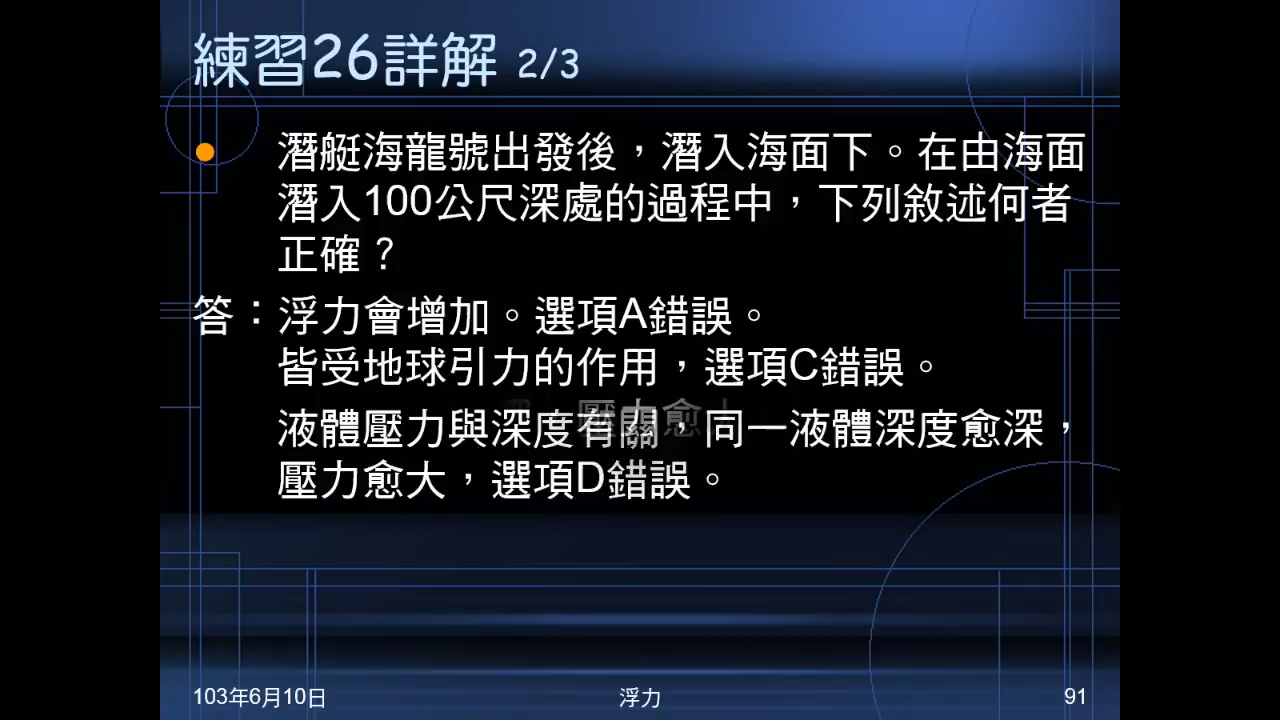 練習26詳解 2/3
潛艇海龍號出發後，潛入海面下。在由海面
潛入100公尺深處的過程中，下列敘述何者
正確？
答：浮力會增加。選項A錯誤。
皆受地球引力的作用，選項C錯誤。
液體壓力與深度有關，同一液體深度愈深，
壓力愈大，選項D錯誤。
103年6月10日
浮力
91